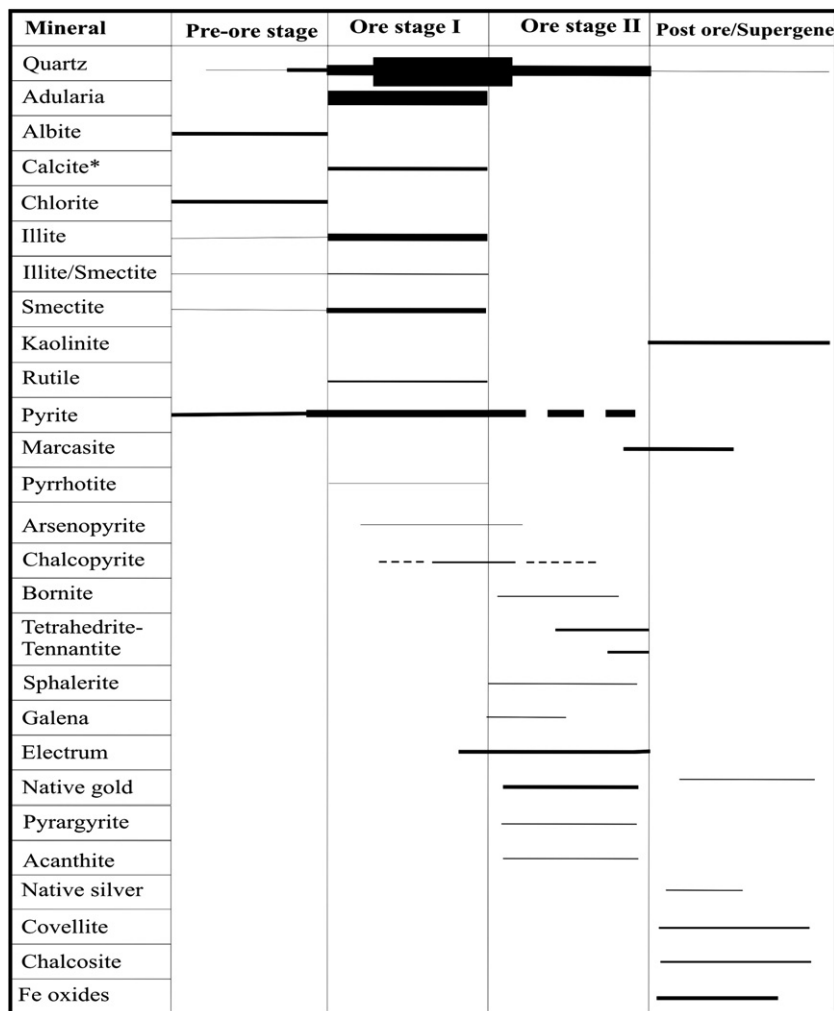 Mineral Pre-ore stage Ore stage I Ore stage II Post ore/Supergene
Quartz
Adularia
Albite
Calcite*
Chlorite
Illite
Illite/Smectite
Smectite
Kaolinite
Rutile
Pyrite
Marcasite
Pyrrhotite
Arsenopyrite
Chalcopyrite
Bornite
Tetrahedrite-
Tennantite
Sphalerite
Galena
Electrum
Native gold
Pyrargyrite
Acanthite
Native silver
Covellite
Chalcosite
Fe oxides